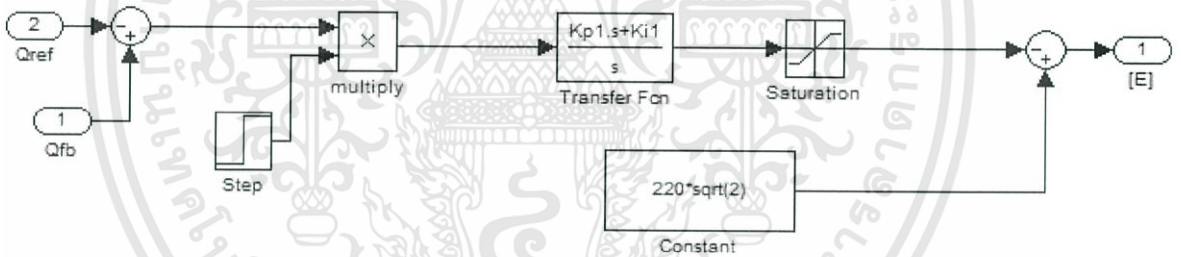 2
Qref
1
Qfb
Step
×
multiply
Kp1.s+Ki1
s
Transfer Fcn
Saturation
220*sqrt(2)
Constant
1
[E]